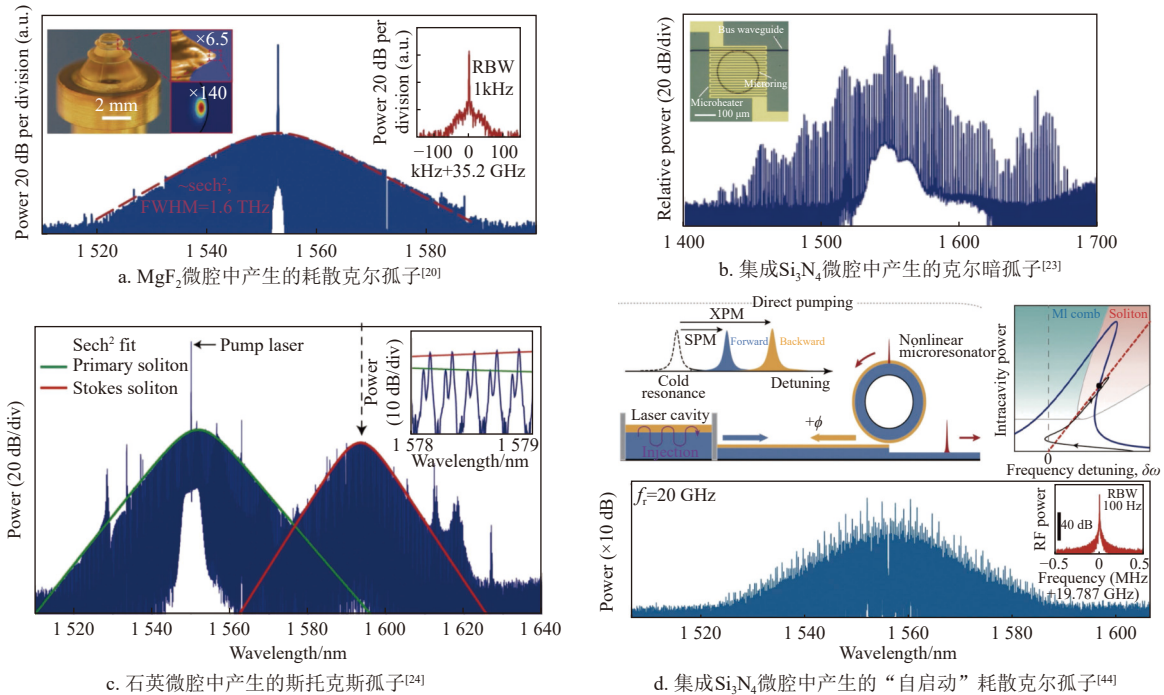 Power 20 dB per division (a.u.)
×6.5
×140
2 mm
~sech²,
FWHM=1.6 THz
Power 20 dB per
division (a.u.)
RBW
1kHz
−100 0 100
kHz+35.2 GHz
1 520 1 540 1 560 1 580
a. MgF₂微腔中产生的耗散克尔孤子[20]
Relative power (20 dB/div)
Bus waveguide
Microring
Microheater
100 μm
1 400 1 500 1 600 1 700
b. 集成Si₃N₄微腔中产生的克尔暗孤子[23]
Power (20 dB/div)
Sech² fit
Primary soliton
Stokes soliton
Pump laser
Power
(10 dB/div)
1 578 1 579
Wavelength/nm
1 520 1 540 1 560 1 580 1 600 1 620 1 640
Wavelength/nm
c. 石英微腔中产生的斯托克斯孤子[24]
Direct pumping
XPM
SPM
Forward
Backward
Cold
resonance
Detuning
Nonlinear
microresonator
Laser cavity
Injection
+ϕ
Intracavity power
MI comb
Soliton
0
Frequency detuning, δω
Power (×10 dB)
fᵣ=20 GHz
RF power
40 dB
RBW
100 Hz
−0.5 0 0.5
Frequency (MHz
+19.787 GHz)
1 520 1 540 1 560 1 580 1 600
Wavelength/nm
d. 集成Si₃N₄微腔中产生的“自启动”耗散克尔孤子[44]